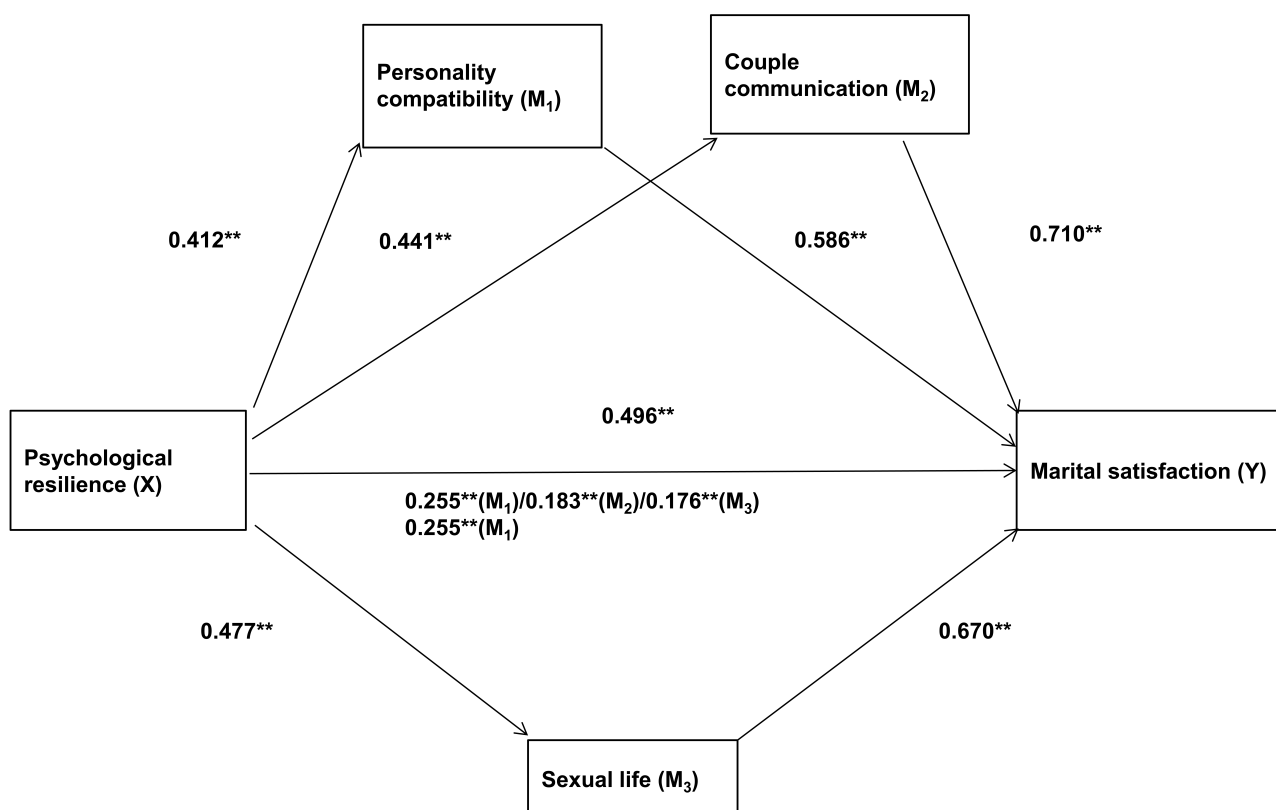 Personality
compatibility (M₁)
Couple
communication (M₂)
0.412**
0.441**
0.586**
0.710**
0.496**
Psychological
resilience (X)
Marital satisfaction (Y)
0.255**(M₁)/0.183**(M₂)/0.176**(M₃)
0.255**(M₁)
0.477**
0.670**
Sexual life (M₃)